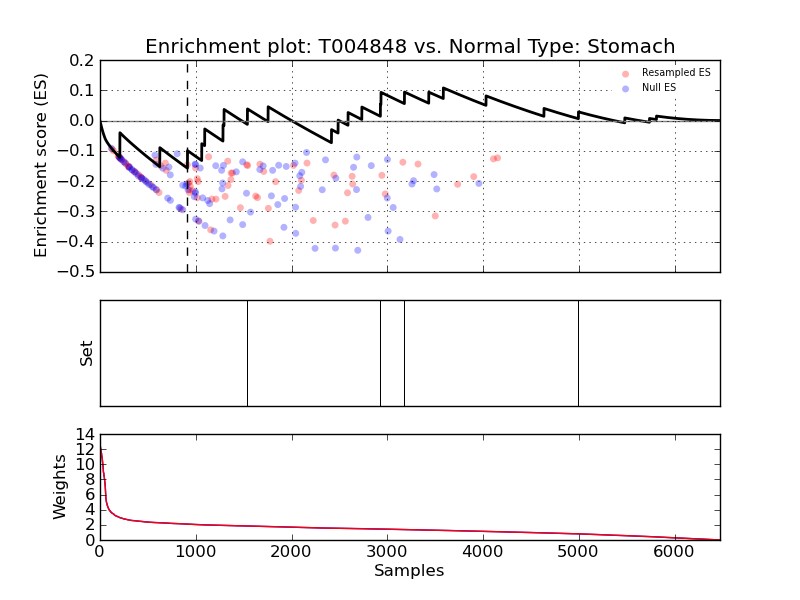 Enrichment plot: T004848 vs. Normal Type: Stomach
Enrichment score (ES)
0.2
0.1
0.0
−0.1
−0.2
−0.3
−0.4
−0.5
Resampled ES
Null ES
Set
Weights
14
12
10
8
6
4
2
0
0 1000 2000 3000 4000 5000 6000
Samples